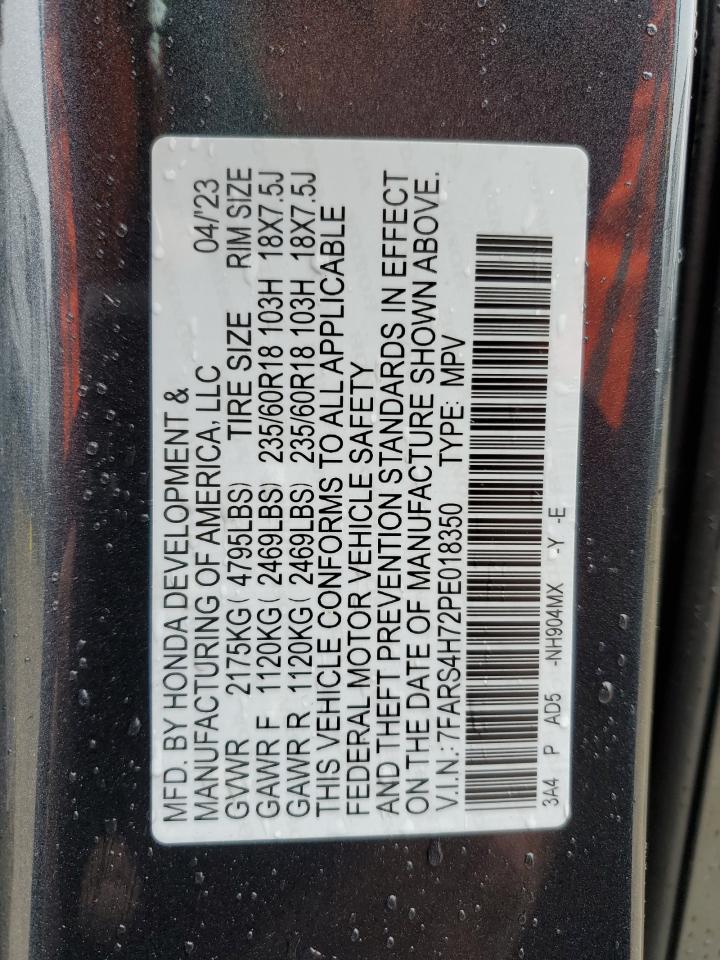 MFD. BY HONDA DEVELOPMENT &
MANUFACTURING OF AMERICA, LLC 04/'23
GVWR 2175KG( 4795LBS) TIRE SIZE RIM SIZE
GAWR F 1120KG( 2469LBS) 235/60R18 103H 18X7.5J
GAWR R 1120KG( 2469LBS) 235/60R18 103H 18X7.5J
THIS VEHICLE CONFORMS TO ALL APPLICABLE
FEDERAL MOTOR VEHICLE SAFETY
AND THEFT PREVENTION STANDARDS IN EFFECT
ON THE DATE OF MANUFACTURE SHOWN ABOVE.
V.I.N.: 7FARS4H72PE018350 TYPE: MPV
3A4 P AD5 -NH904MX -Y -E